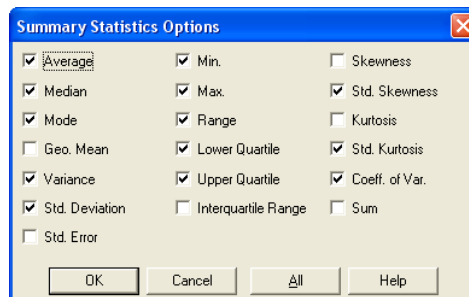 Summary Statistics Options
Average Min. Skewness
Median Max. Std. Skewness
Mode Range Kurtosis
Geo. Mean Lower Quartile Std. Kurtosis
Variance Upper Quartile Coeff. of Var.
Std. Deviation Interquartile Range Sum
Std. Error
OK Cancel All Help